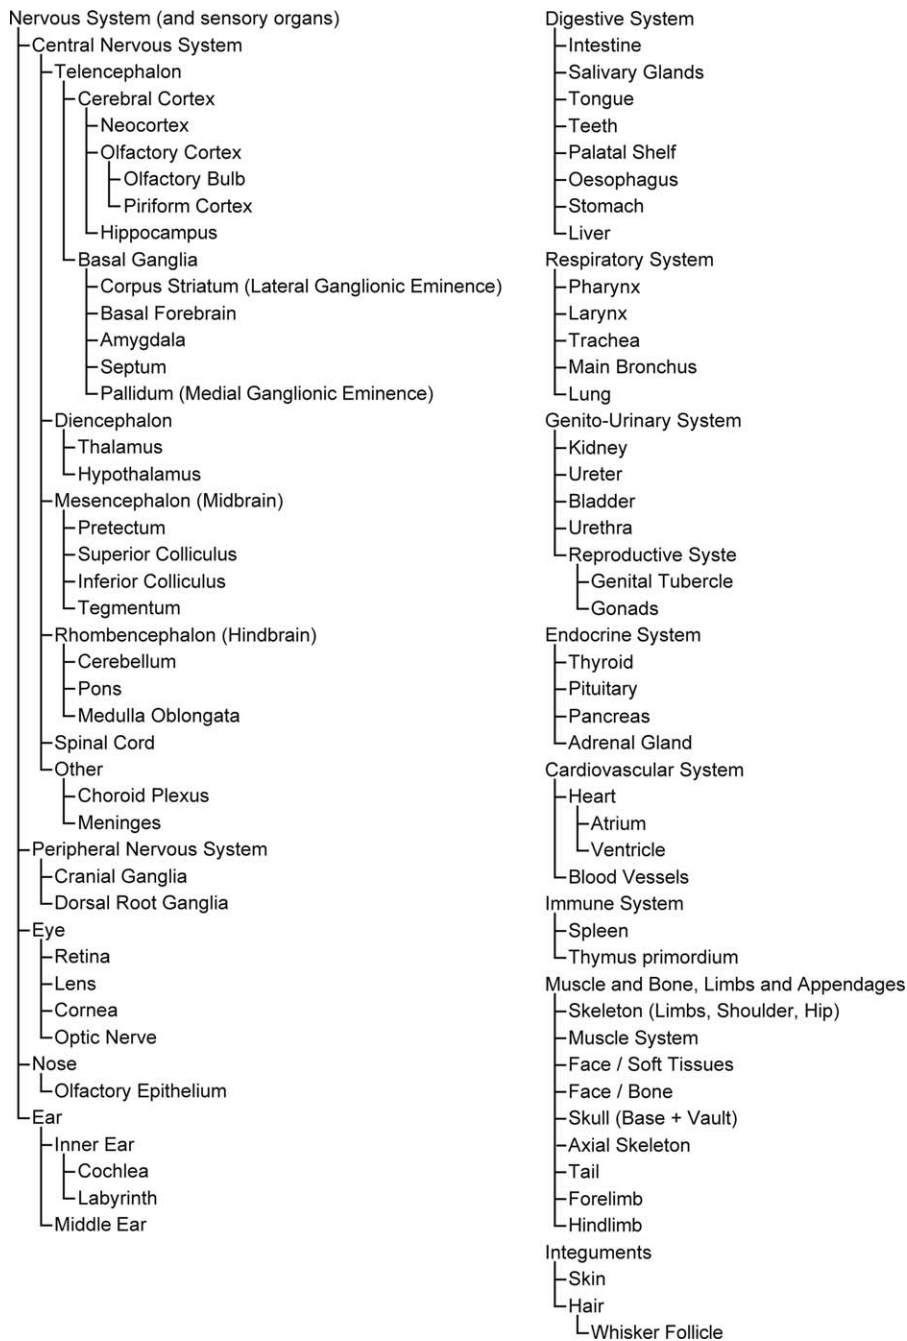 Nervous System (and sensory organs)
Central Nervous System
Telencephalon
Cerebral Cortex
Neocortex
Olfactory Cortex
Olfactory Bulb
Piriform Cortex
Hippocampus
Basal Ganglia
Corpus Striatum (Lateral Ganglionic Eminence)
Basal Forebrain
Amygdala
Septum
Pallidum (Medial Ganglionic Eminence)
Diencephalon
Thalamus
Hypothalamus
Mesencephalon (Midbrain)
Pretectum
Superior Colliculus
Inferior Colliculus
Tegmentum
Rhombencephalon (Hindbrain)
Cerebellum
Pons
Medulla Oblongata
Spinal Cord
Other
Choroid Plexus
Meninges
Peripheral Nervous System
Cranial Ganglia
Dorsal Root Ganglia
Eye
Retina
Lens
Cornea
Optic Nerve
Nose
Olfactory Epithelium
Ear
Inner Ear
Cochlea
Labyrinth
Middle Ear
Digestive System
Intestine
Salivary Glands
Tongue
Teeth
Palatal Shelf
Oesophagus
Stomach
Liver
Respiratory System
Pharynx
Larynx
Trachea
Main Bronchus
Lung
Genito-Urinary System
Kidney
Ureter
Bladder
Urethra
Reproductive Syste
Genital Tubercle
Gonads
Endocrine System
Thyroid
Pituitary
Pancreas
Adrenal Gland
Cardiovascular System
Heart
Atrium
Ventricle
Blood Vessels
Immune System
Spleen
Thymus primordium
Muscle and Bone, Limbs and Appendages
Skeleton (Limbs, Shoulder, Hip)
Muscle System
Face / Soft Tissues
Face / Bone
Skull (Base + Vault)
Axial Skeleton
Tail
Forelimb
Hindlimb
Integuments
Skin
Hair
Whisker Follicle